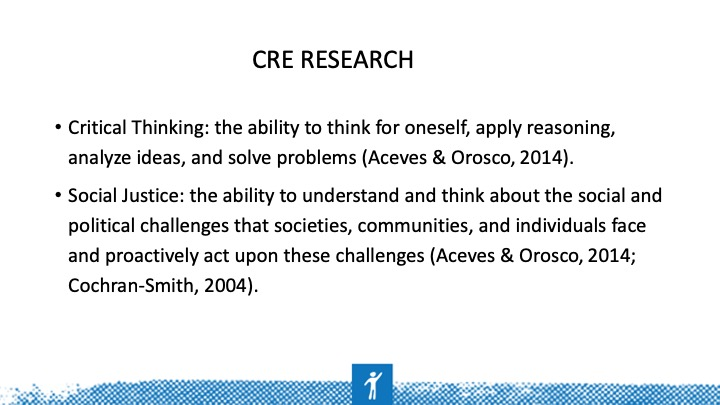 CRE RESEARCH
• Critical Thinking: the ability to think for oneself, apply reasoning,
analyze ideas, and solve problems (Aceves & Orosco, 2014).
• Social Justice: the ability to understand and think about the social and
political challenges that societies, communities, and individuals face
and proactively act upon these challenges (Aceves & Orosco, 2014;
Cochran-Smith, 2004).